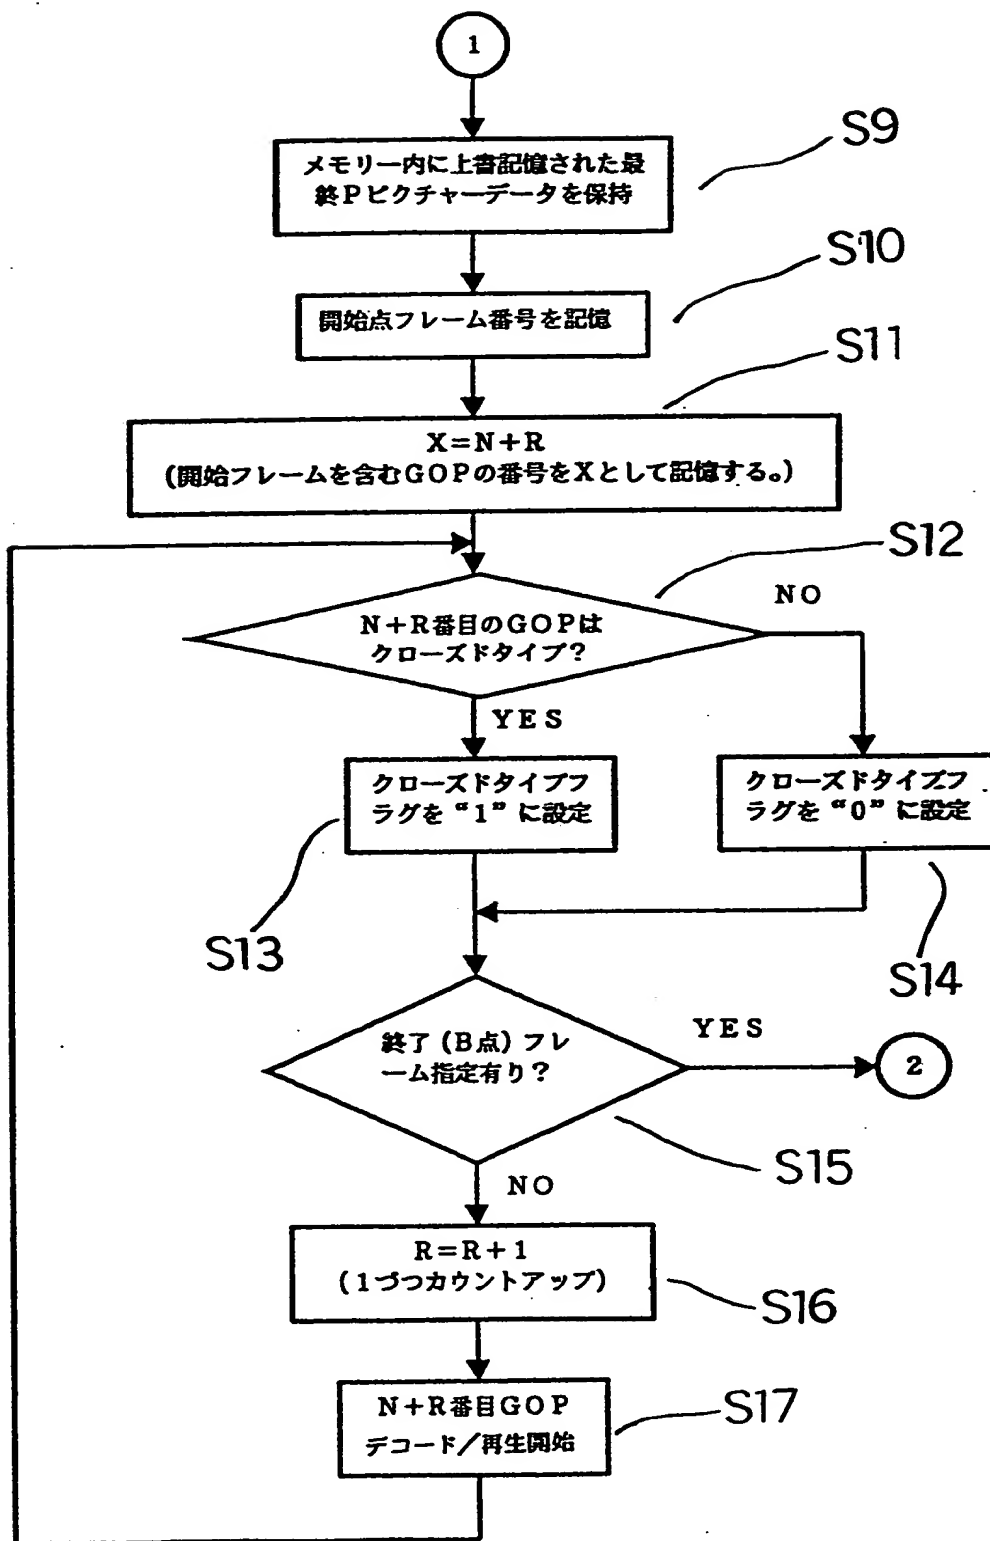 1
S9
メモリー内に上書記憶された最
終Pピクチャーデータを保持
S10
開始点フレーム番号を記憶
S11
X=N+R
(開始フレームを含むGOPの番号をXとして記憶する。)
S12
NO
N+R番目のGOPは
クローズドタイプ?
YES
クローズドタイプフ
ラグを“1”に設定
クローズドタイプフ
ラグを“0”に設定
S13
S14
終了(B点)フレ
ーム指定有り?
YES
2
S15
NO
R=R+1
(1づつカウントアップ)
S16
N+R番目GOP
デコード/再生開始
S17